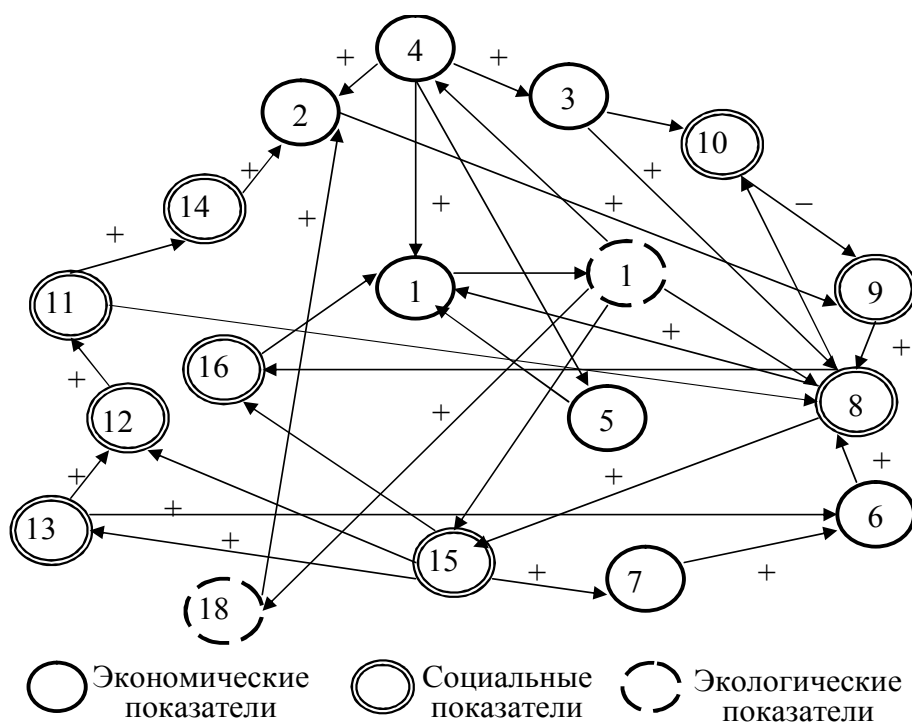 + 4 +
2 3
10
+ +
14 + + + −
+
11 1 1 9
+ +
16
+ 12 + 5 8
+ + +
13 + 6
+ 15 + 7 +
18
Экономические показатели
Социальные показатели
Экологические показатели